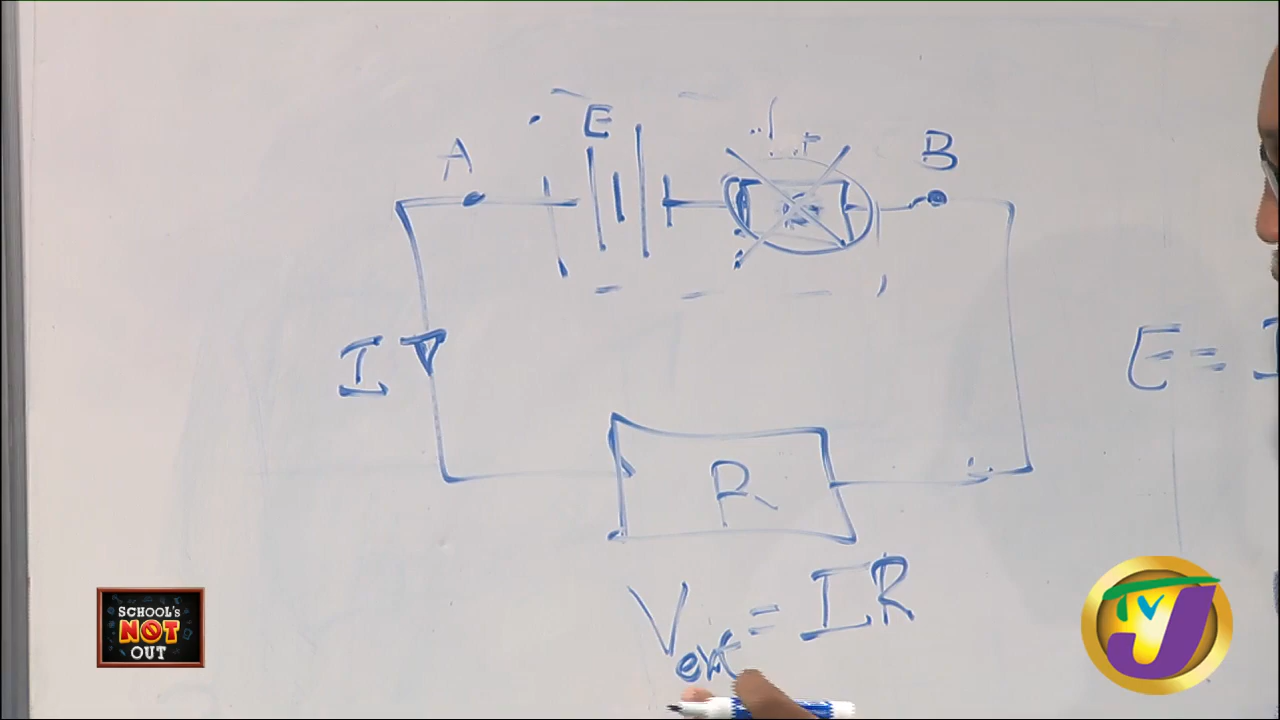 E
r
A
B
I
E =
R
Vext = IR
SCHOOL'S
NOT
OUT
TVJ